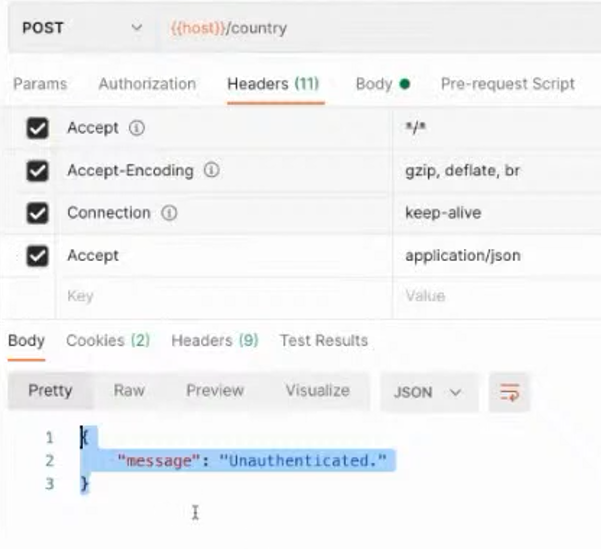 POST {{host}}/country
Params Authorization Headers (11) Body Pre-request Script
Accept */*
Accept-Encoding gzip, deflate, br
Connection keep-alive
Accept application/json
Key Value
Body Cookies (2) Headers (9) Test Results
Pretty Raw Preview Visualize JSON
1 {
2 "message": "Unauthenticated."
3 }